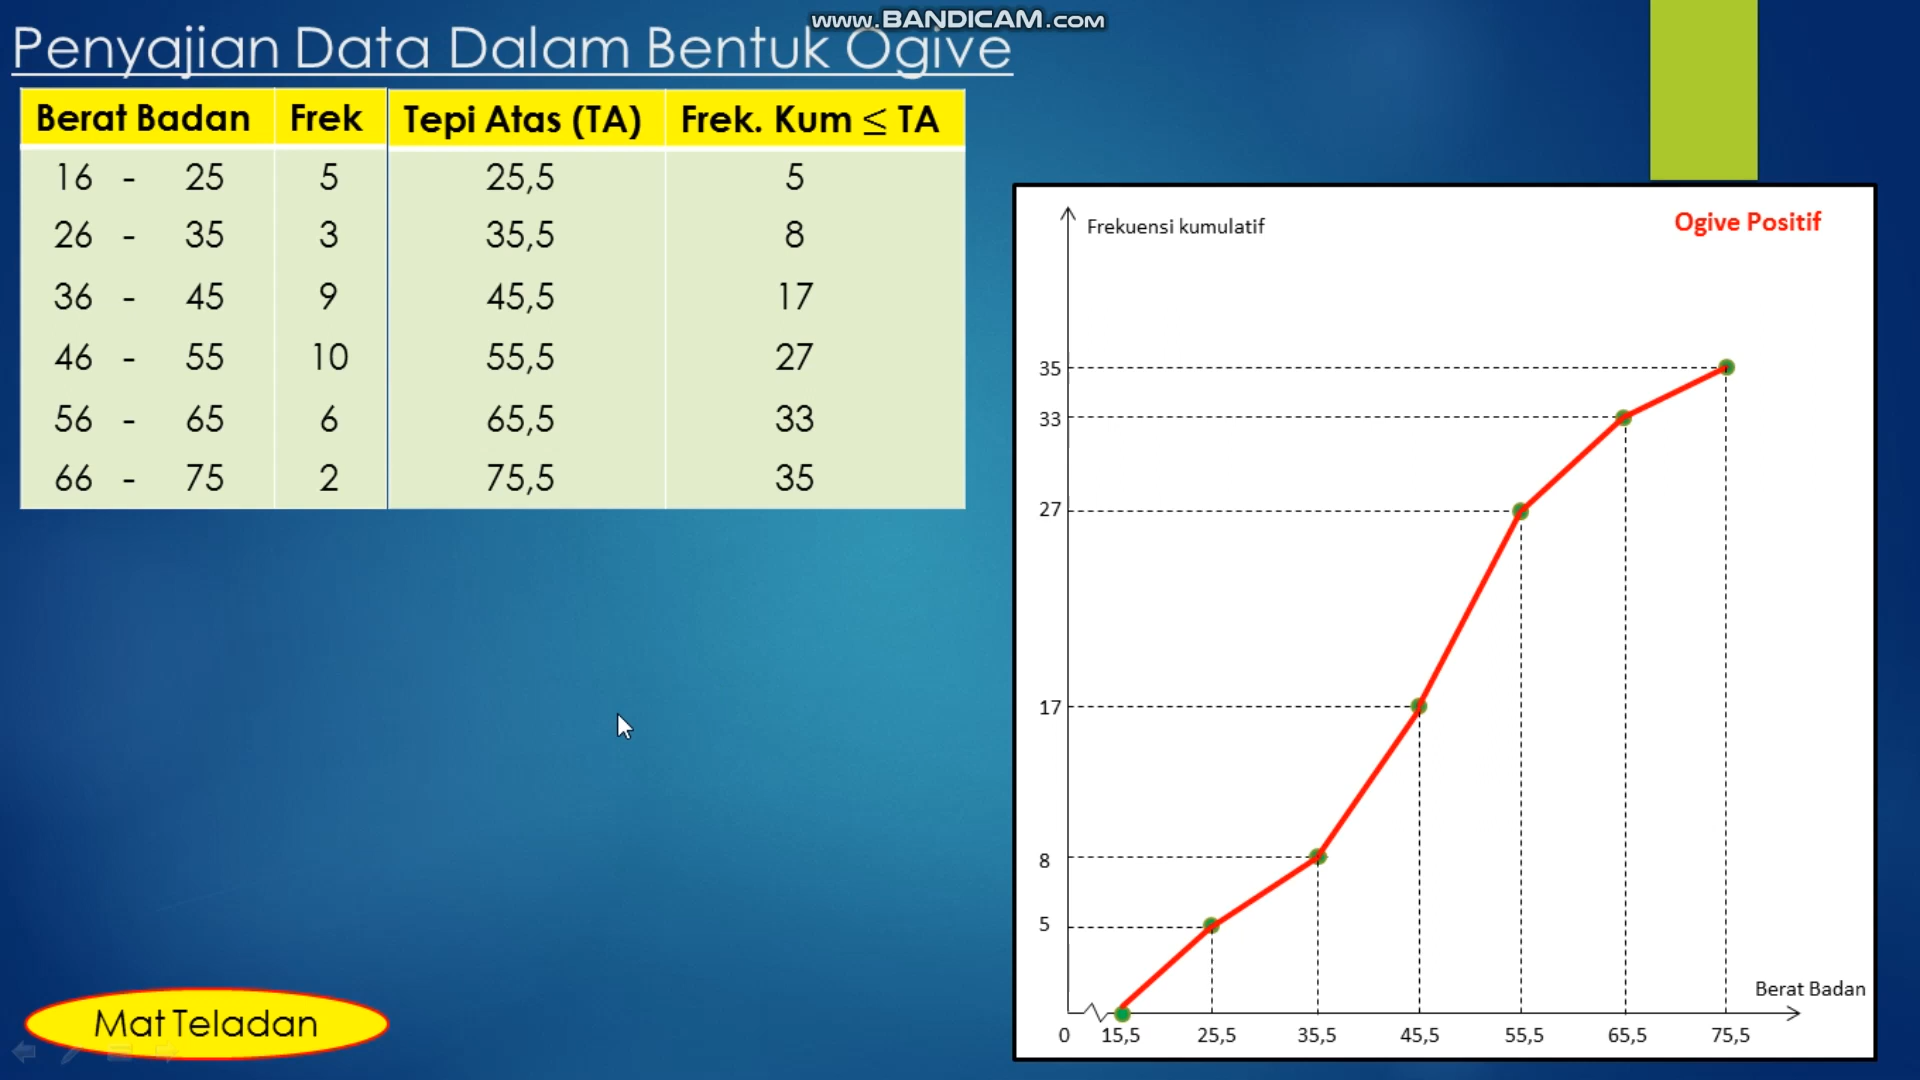 www.BANDICAM.com
Penyajian Data Dalam Bentuk Ogive
Berat Badan Frek Tepi Atas (TA) Frek. Kum ≤ TA
16 - 25 5 25,5 5
26 - 35 3 35,5 8
36 - 45 9 45,5 17
46 - 55 10 55,5 27
56 - 65 6 65,5 33
66 - 75 2 75,5 35
Frekuensi kumulatif
Ogive Positif
35
33
27
17
8
5
Berat Badan
0 15,5 25,5 35,5 45,5 55,5 65,5 75,5
Mat Teladan